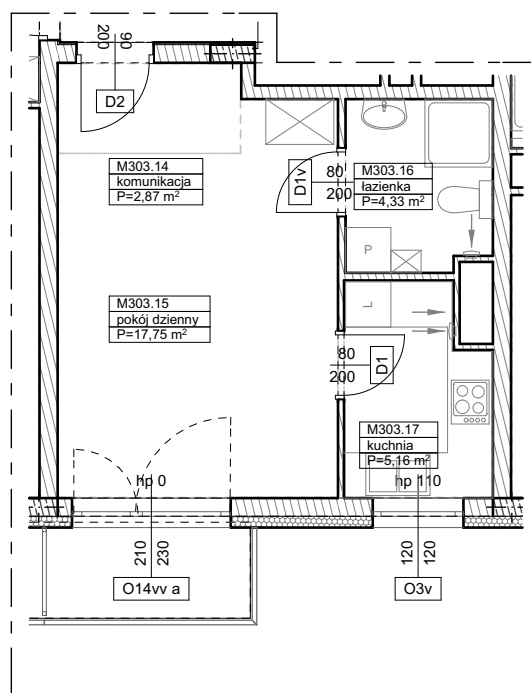 90
200
D2
M303.14
komunikacja
P=2,87 m²
D1v
80
200
M303.16
łazienka
P=4,33 m²
P
L
M303.15
pokój dzienny
P=17,75 m²
80
200
D1
M303.17
kuchnia
P=5,16 m²
hp 0
hp 110
210
230
120
120
O14vv a
O3v